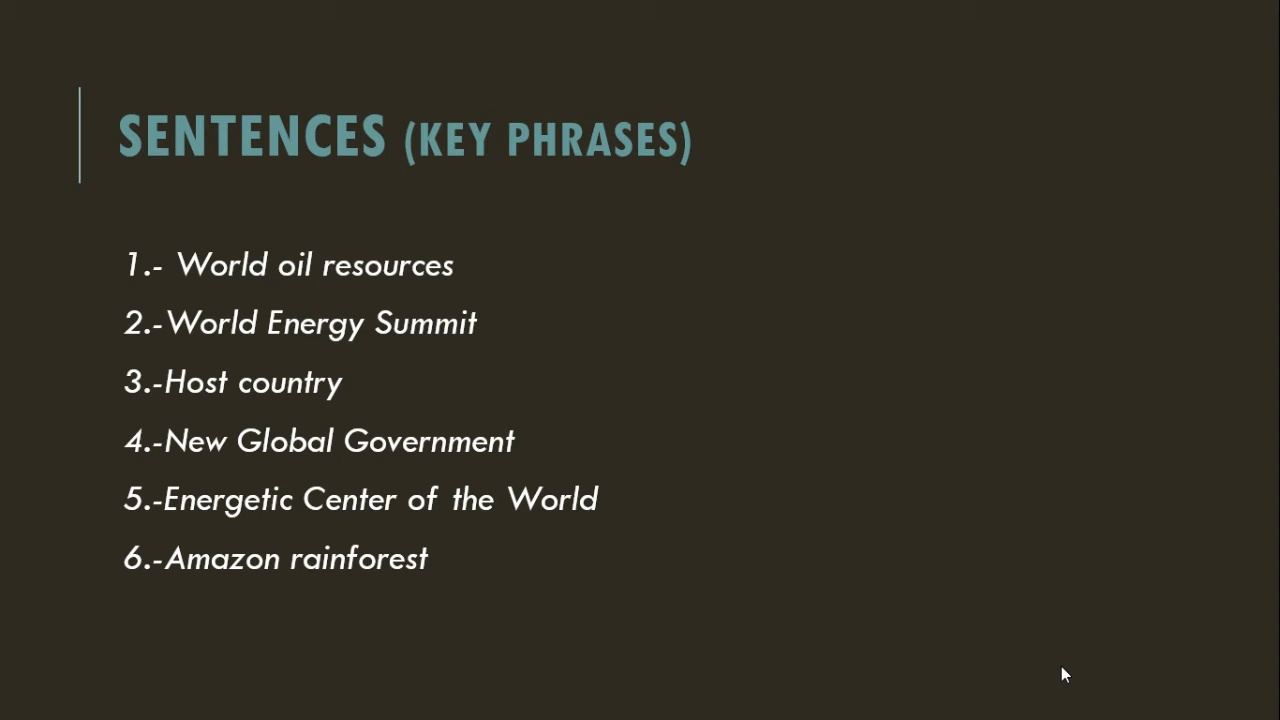 SENTENCES (KEY PHRASES)
1.- World oil resources
2.-World Energy Summit
3.-Host country
4.-New Global Government
5.-Energetic Center of the World
6.-Amazon rainforest